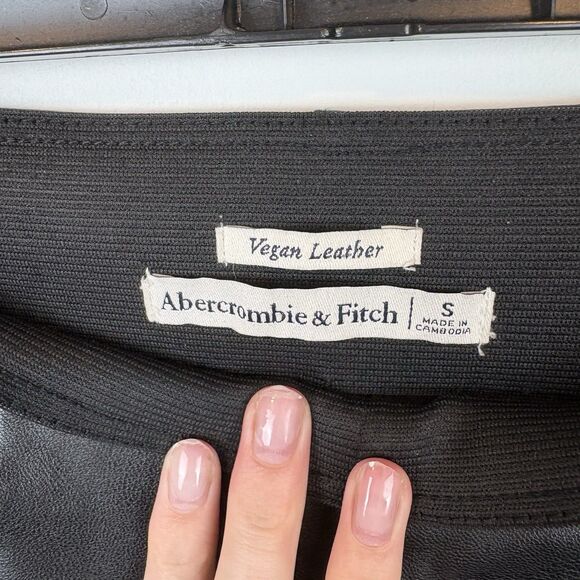 Vegan Leather
Abercrombie & Fitch
S
MADE IN
CAMBODIA